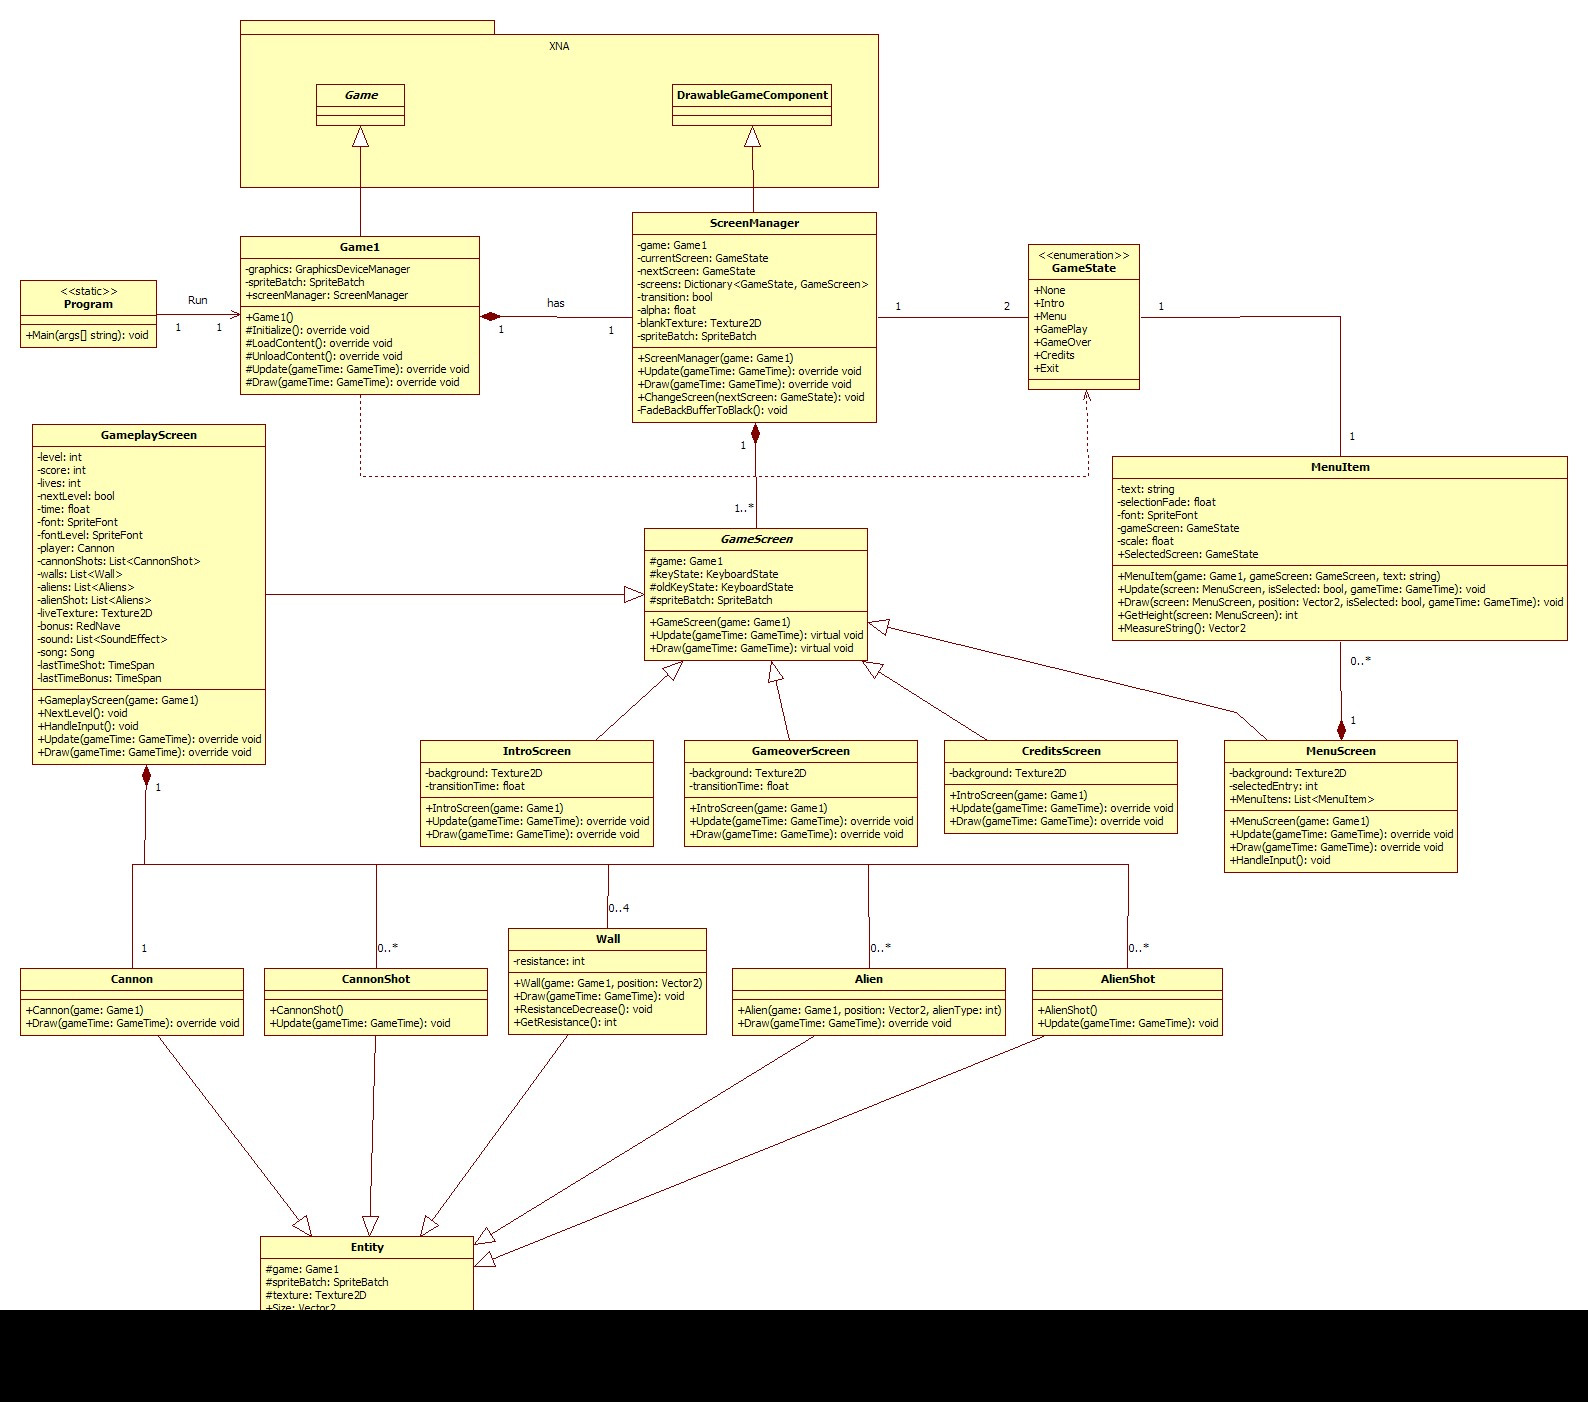 XNA
Game
DrawableGameComponent
<<static>>
Program
+Main(args[] string): void
Run
1
1
Game1
-graphics: GraphicsDeviceManager
-spriteBatch: SpriteBatch
+screenManager: ScreenManager
+Game1()
#Initialize(): override void
#LoadContent(): override void
#UnloadContent(): override void
#Update(gameTime: GameTime): override void
#Draw(gameTime: GameTime): override void
has
1
1
ScreenManager
-game: Game1
-currentScreen: GameState
-nextScreen: GameState
-screens: Dictionary<GameState, GameScreen>
-transition: bool
-alpha: float
-blankTexture: Texture2D
-spriteBatch: SpriteBatch
+ScreenManager(game: Game1)
+Update(gameTime: GameTime): override void
+Draw(gameTime: GameTime): override void
+ChangeScreen(nextScreen: GameState): void
-FadeBackBufferToBlack(): void
1
2
<<enumeration>>
GameState
+None
+Intro
+Menu
+GamePlay
+GameOver
+Credits
+Exit
1
1
GameplayScreen
-level: int
-score: int
-lives: int
-nextLevel: bool
-time: float
-font: SpriteFont
-fontLevel: SpriteFont
-player: Cannon
-cannonShots: List<CannonShot>
-walls: List<Wall>
-aliens: List<Aliens>
-alienShot: List<Aliens>
-liveTexture: Texture2D
-bonus: RedNave
-sound: List<SoundEffect>
-song: Song
-lastTimeShot: TimeSpan
-lastTimeBonus: TimeSpan
+GameplayScreen(game: Game1)
+NextLevel(): void
+HandleInput(): void
+Update(gameTime: GameTime): override void
+Draw(gameTime: GameTime): override void
1
1
1..*
GameScreen
#game: Game1
#keyState: KeyboardState
#oldKeyState: KeyboardState
#spriteBatch: SpriteBatch
+GameScreen(game: Game1)
+Update(gameTime: GameTime): virtual void
+Draw(gameTime: GameTime): virtual void
MenuItem
-text: string
-selectionFade: float
-font: SpriteFont
-gameScreen: GameState
-scale: float
+SelectedScreen: GameState
+MenuItem(game: Game1, gameScreen: GameScreen, text: string)
+Update(screen: MenuScreen, isSelected: bool, gameTime: GameTime): void
+Draw(screen: MenuScreen, position: Vector2, isSelected: bool, gameTime: GameTime): void
+GetHeight(screen: MenuScreen): int
+MeasureString(): Vector2
0..*
1
IntroScreen
-background: Texture2D
-transitionTime: float
+IntroScreen(game: Game1)
+Update(gameTime: GameTime): override void
+Draw(gameTime: GameTime): override void
GameoverScreen
-background: Texture2D
-transitionTime: float
+IntroScreen(game: Game1)
+Update(gameTime: GameTime): override void
+Draw(gameTime: GameTime): override void
CreditsScreen
-background: Texture2D
+IntroScreen(game: Game1)
+Update(gameTime: GameTime): override void
+Draw(gameTime: GameTime): override void
MenuScreen
-background: Texture2D
-selectedEntry: int
+MenuItens: List<MenuItem>
+MenuScreen(game: Game1)
+Update(gameTime: GameTime): override void
+Draw(gameTime: GameTime): override void
+HandleInput(): void
1
0..*
0..4
0..*
0..*
Cannon
+Cannon(game: Game1)
+Draw(gameTime: GameTime): override void
CannonShot
+CannonShot()
+Update(gameTime: GameTime): void
Wall
-resistance: int
+Wall(game: Game1, position: Vector2)
+Draw(gameTime: GameTime): void
+ResistanceDecrease(): void
+GetResistance(): int
Alien
+Alien(game: Game1, position: Vector2, alienType: int)
+Draw(gameTime: GameTime): override void
AlienShot
+AlienShot()
+Update(gameTime: GameTime): void
Entity
#game: Game1
#spriteBatch: SpriteBatch
#texture: Texture2D
+Size: Vector2